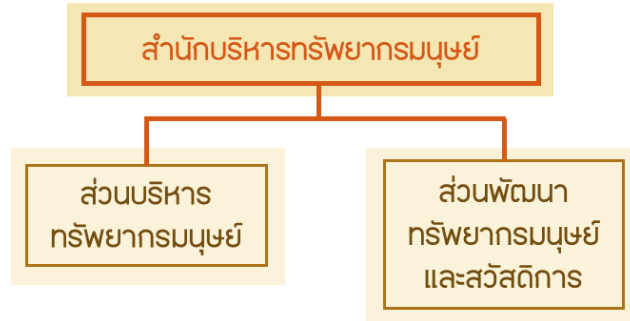 สำนักบริหารทรัพยากรมนุษย์
ส่วนบริหาร
ทรัพยากรมนุษย์
ส่วนพัฒนา
ทรัพยากรมนุษย์
และสวัสดิการ